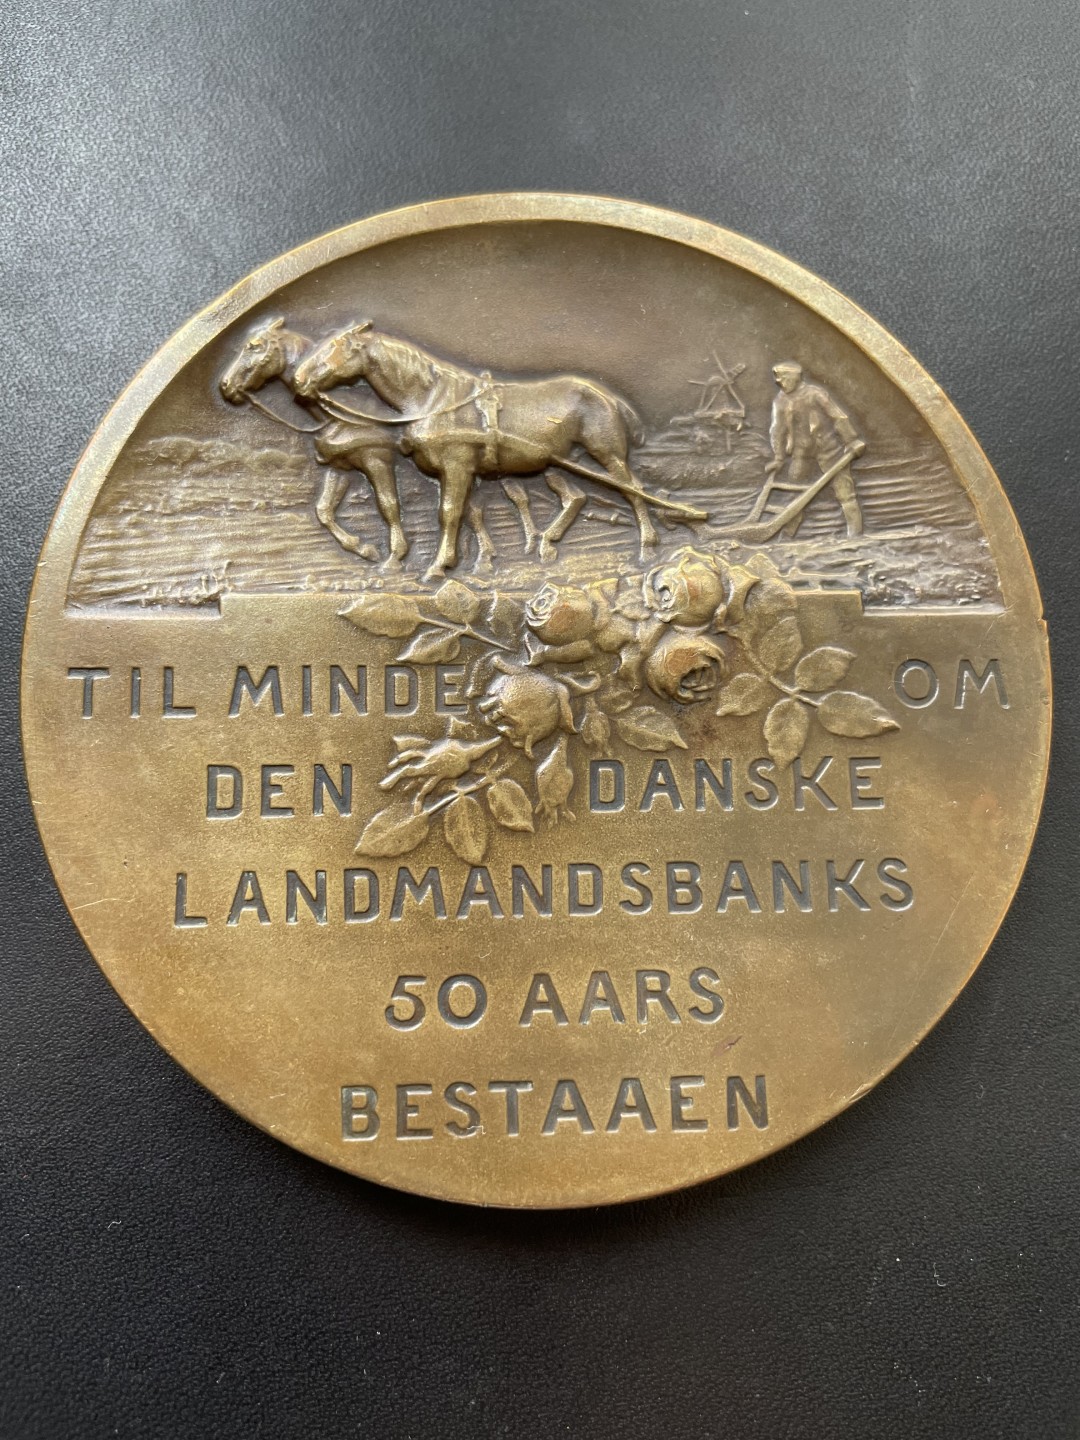 TIL MINDE OM
DEN DANSKE
LANDMANDSBANKS
50 AARS
BESTAAEN